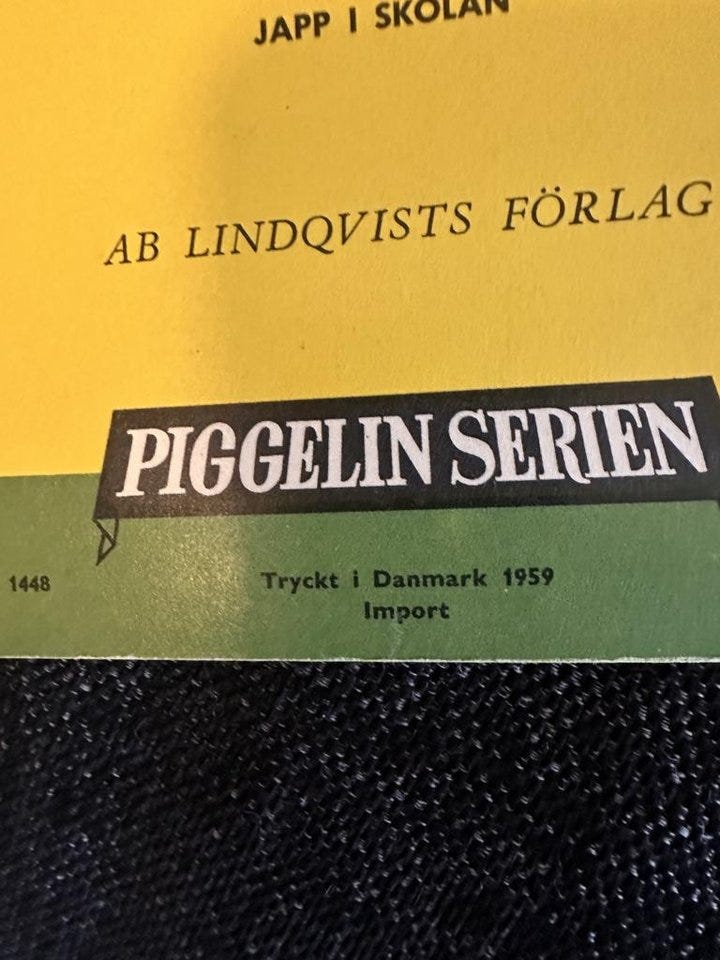 JAPP I SKOLAN
AB LINDQVISTS FÖRLAG
PIGGELIN SERIEN
1448
Tryckt i Danmark 1959
Import